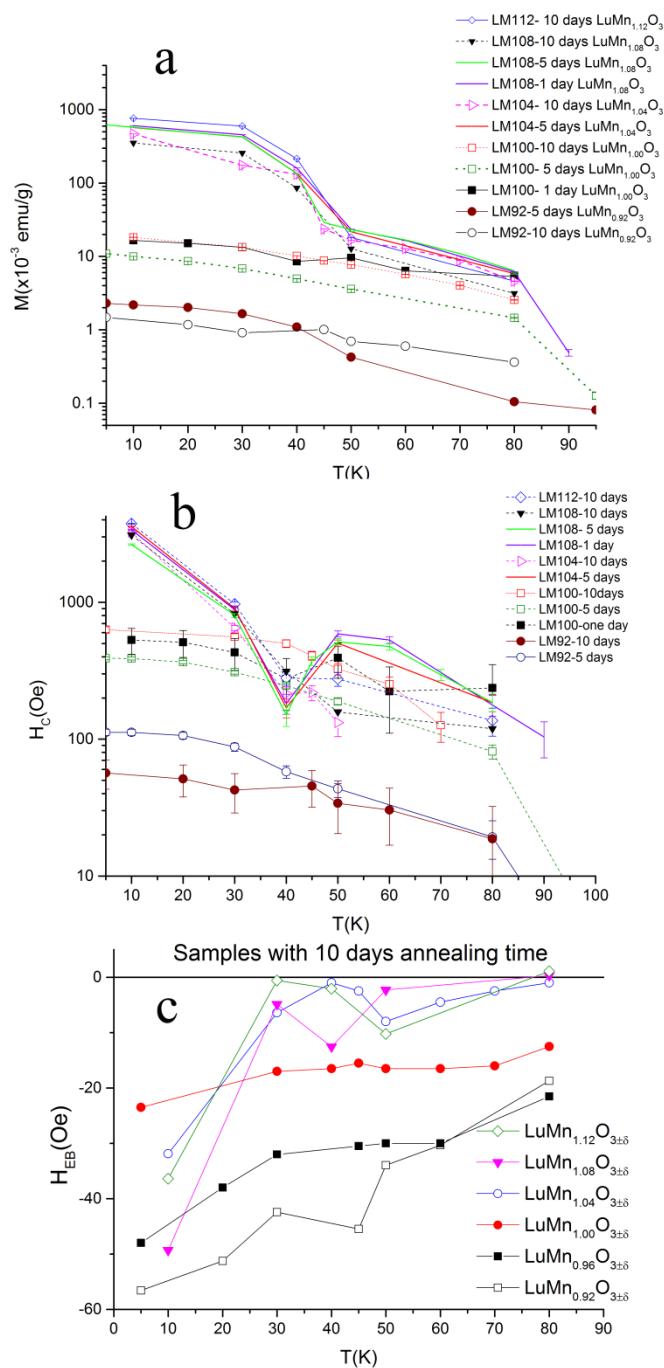 a
LM112- 10 days LuMn1.12O3
LM108-10 days LuMn1.08O3
LM108-5 days LuMn1.08O3
LM108-1 day LuMn1.08O3
LM104- 10 days LuMn1.04O3
LM104-5 days LuMn1.04O3
LM100-10 days LuMn1.00O3
LM100- 5 days LuMn1.00O3
LM100- 1 day LuMn1.00O3
LM92-5 days LuMn0.92O3
LM92-10 days LuMn0.92O3
M(x10-3 emu/g)
1000
100
10
1
0.1
10 20 30 40 50 60 70 80 90
T(K)
b
LM112-10 days
LM108-10 days
LM108- 5 days
LM108-1 day
LM104-10 days
LM104-5 days
LM100-10days
LM100-5 days
LM100-one day
LM92-10 days
LM92-5 days
HC(Oe)
1000
100
10
10 20 30 40 50 60 70 80 90 100
T(K)
Samples with 10 days annealing time
c
HEB(Oe)
0
-20
-40
-60
LuMn1.12O3±δ
LuMn1.08O3±δ
LuMn1.04O3±δ
LuMn1.00O3±δ
LuMn0.96O3±δ
LuMn0.92O3±δ
0 10 20 30 40 50 60 70 80 90
T(K)